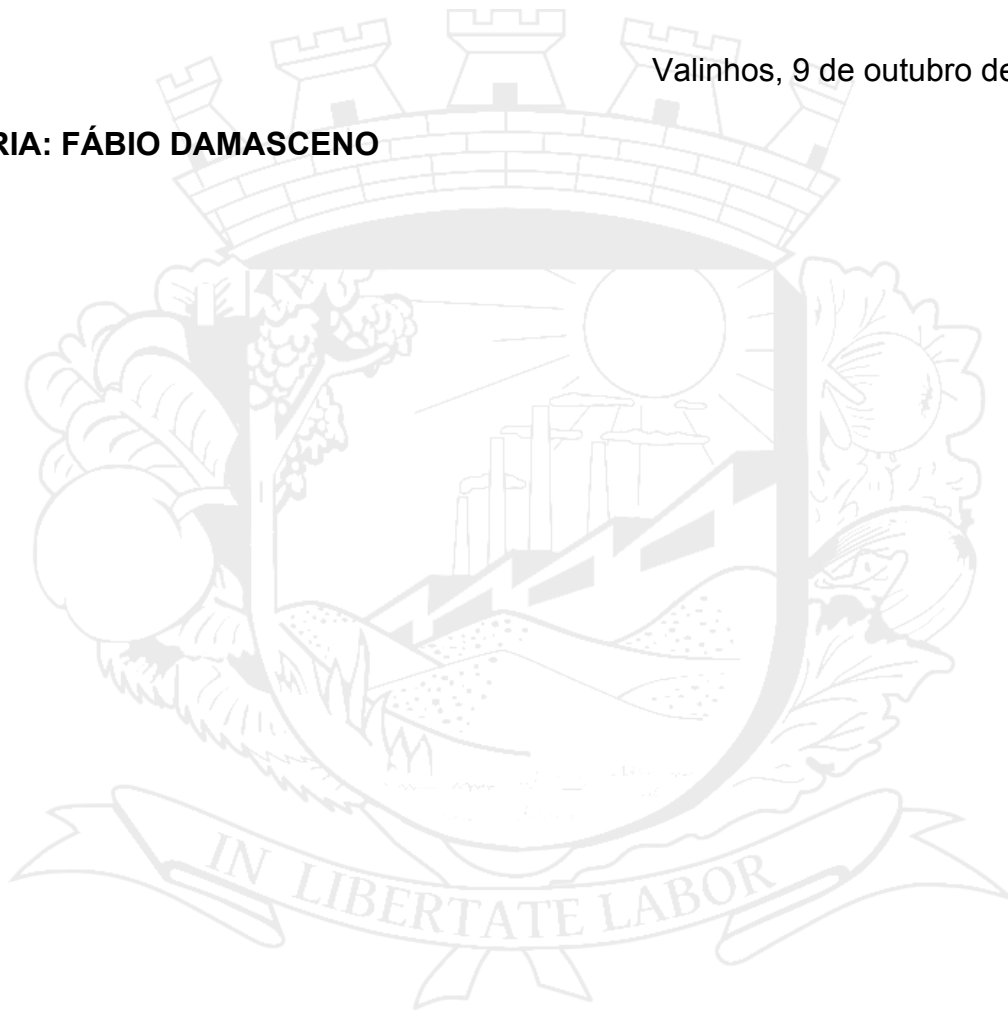 Valinhos, 9 de outubro de
RIA: FÁBIO DAMASCENO
IN LIBERTATE LABOR